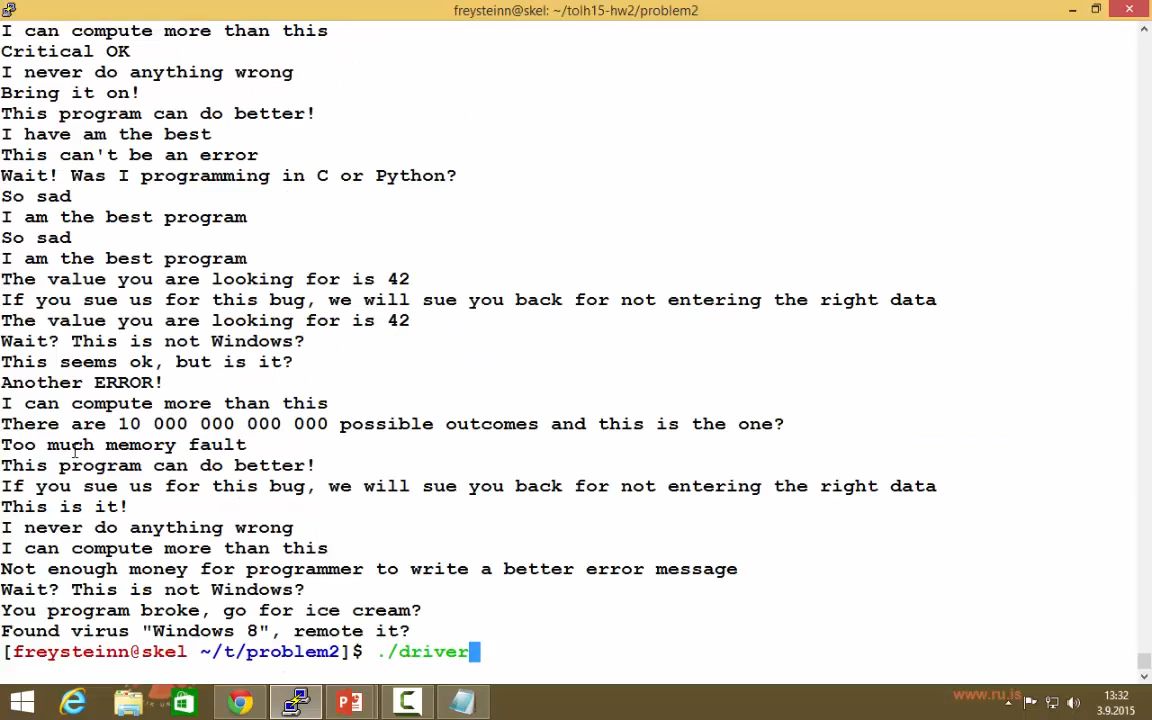 freysteinn@skel: ~/tolh15-hw2/problem2
I can compute more than this
Critical OK
I never do anything wrong
Bring it on!
This program can do better!
I have am the best
This can't be an error
Wait! Was I programming in C or Python?
So sad
I am the best program
So sad
I am the best program
The value you are looking for is 42
If you sue us for this bug, we will sue you back for not entering the right data
The value you are looking for is 42
Wait? This is not Windows?
This seems ok, but is it?
Another ERROR!
I can compute more than this
There are 10 000 000 000 000 possible outcomes and this is the one?
Too much memory fault
This program can do better!
If you sue us for this bug, we will sue you back for not entering the right data
This is it!
I never do anything wrong
I can compute more than this
Not enough money for programmer to write a better error message
Wait? This is not Windows?
You program broke, go for ice cream?
Found virus "Windows 8", remote it?
[freysteinn@skel ~/t/problem2]$ ./driver
www.ru.is
13:32
3.9.2015